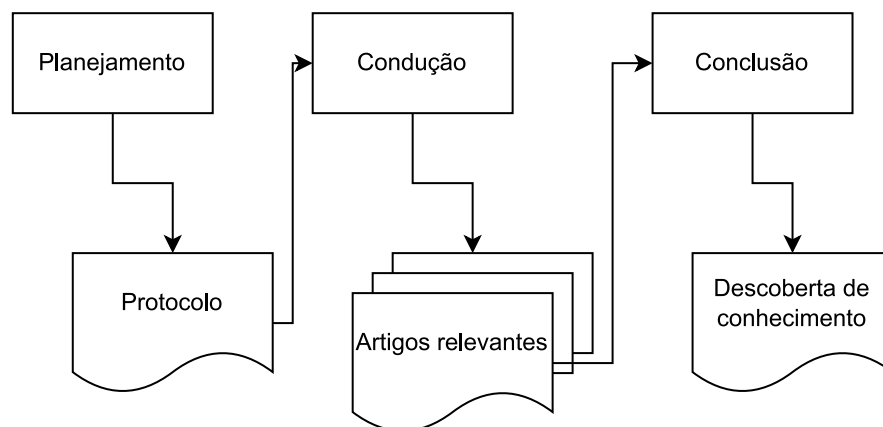 Planejamento
Condução
Conclusão
Protocolo
Artigos relevantes
Descoberta de
conhecimento